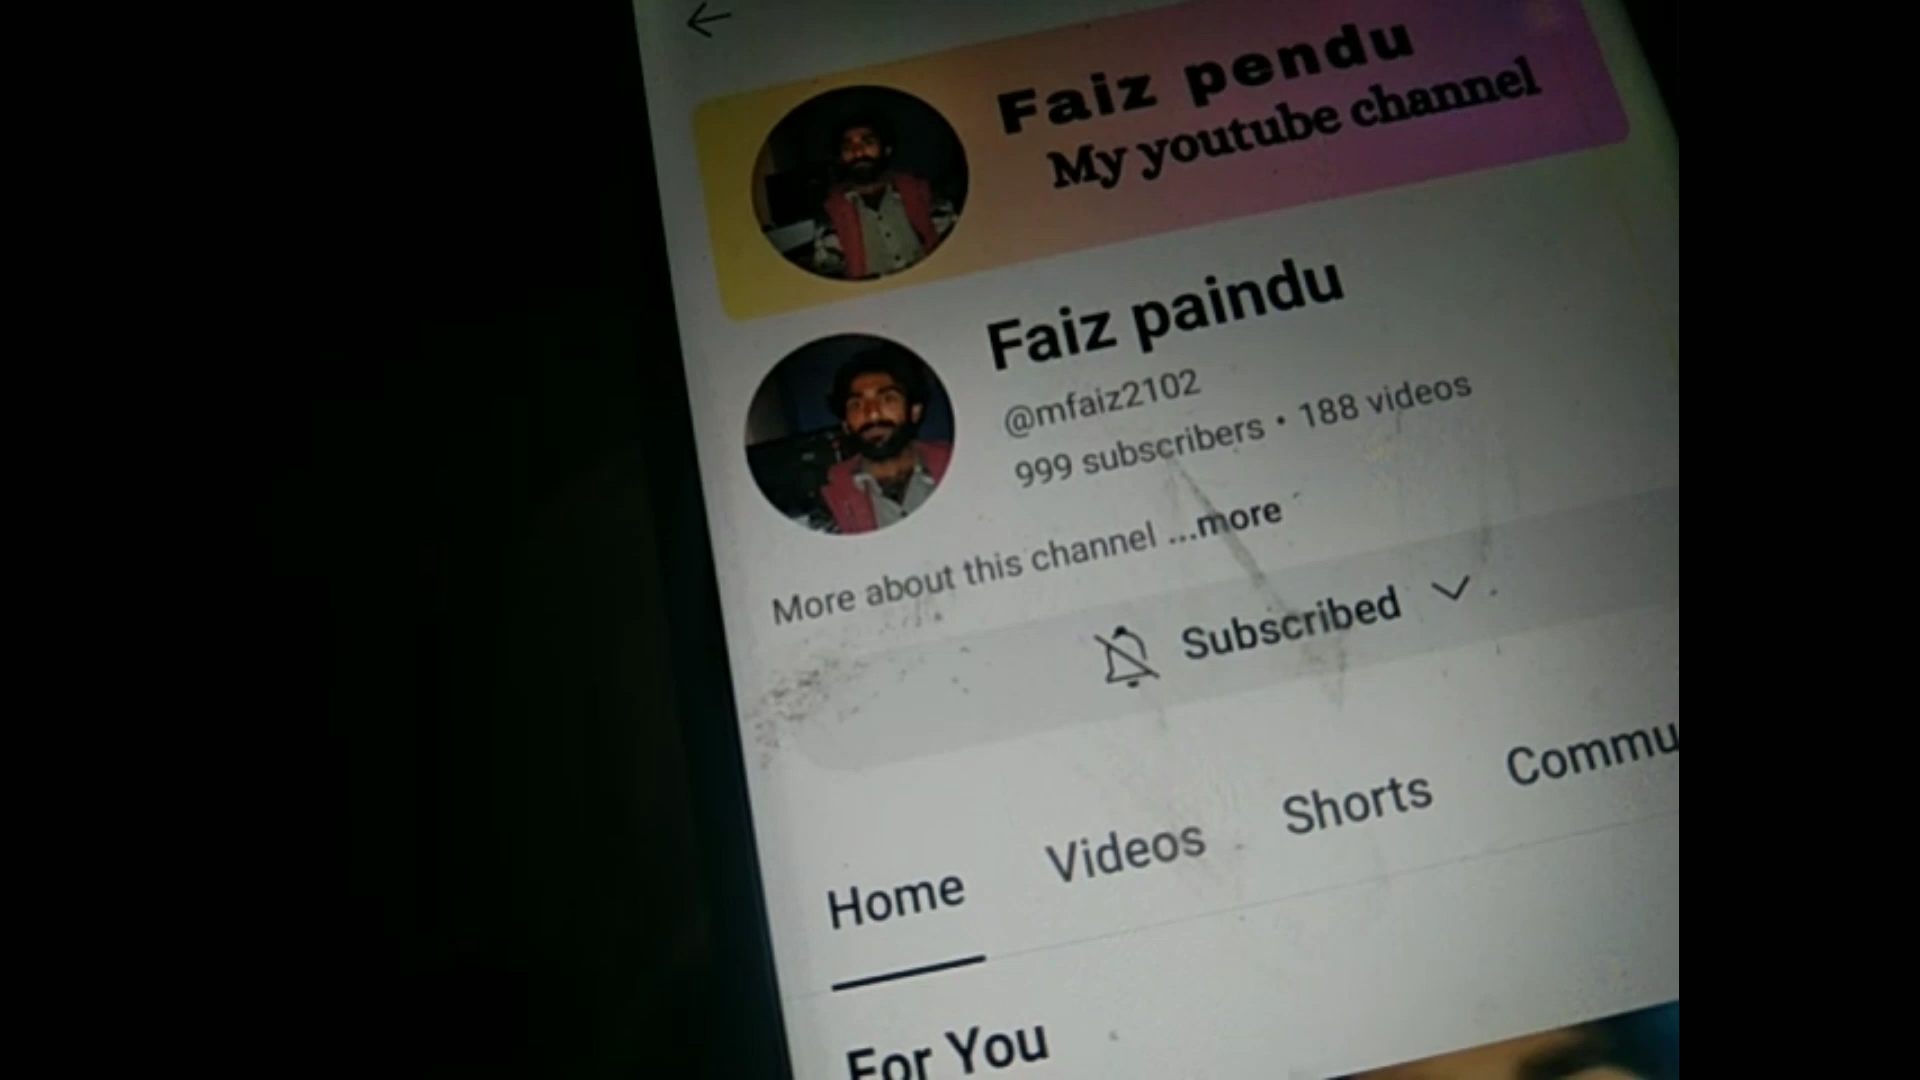 Faiz pendu
My youtube channel
Faiz paindu
@mfaiz2102
999 subscribers • 188 videos
More about this channel ...more
Subscribed
Home Videos Shorts Commu
For You